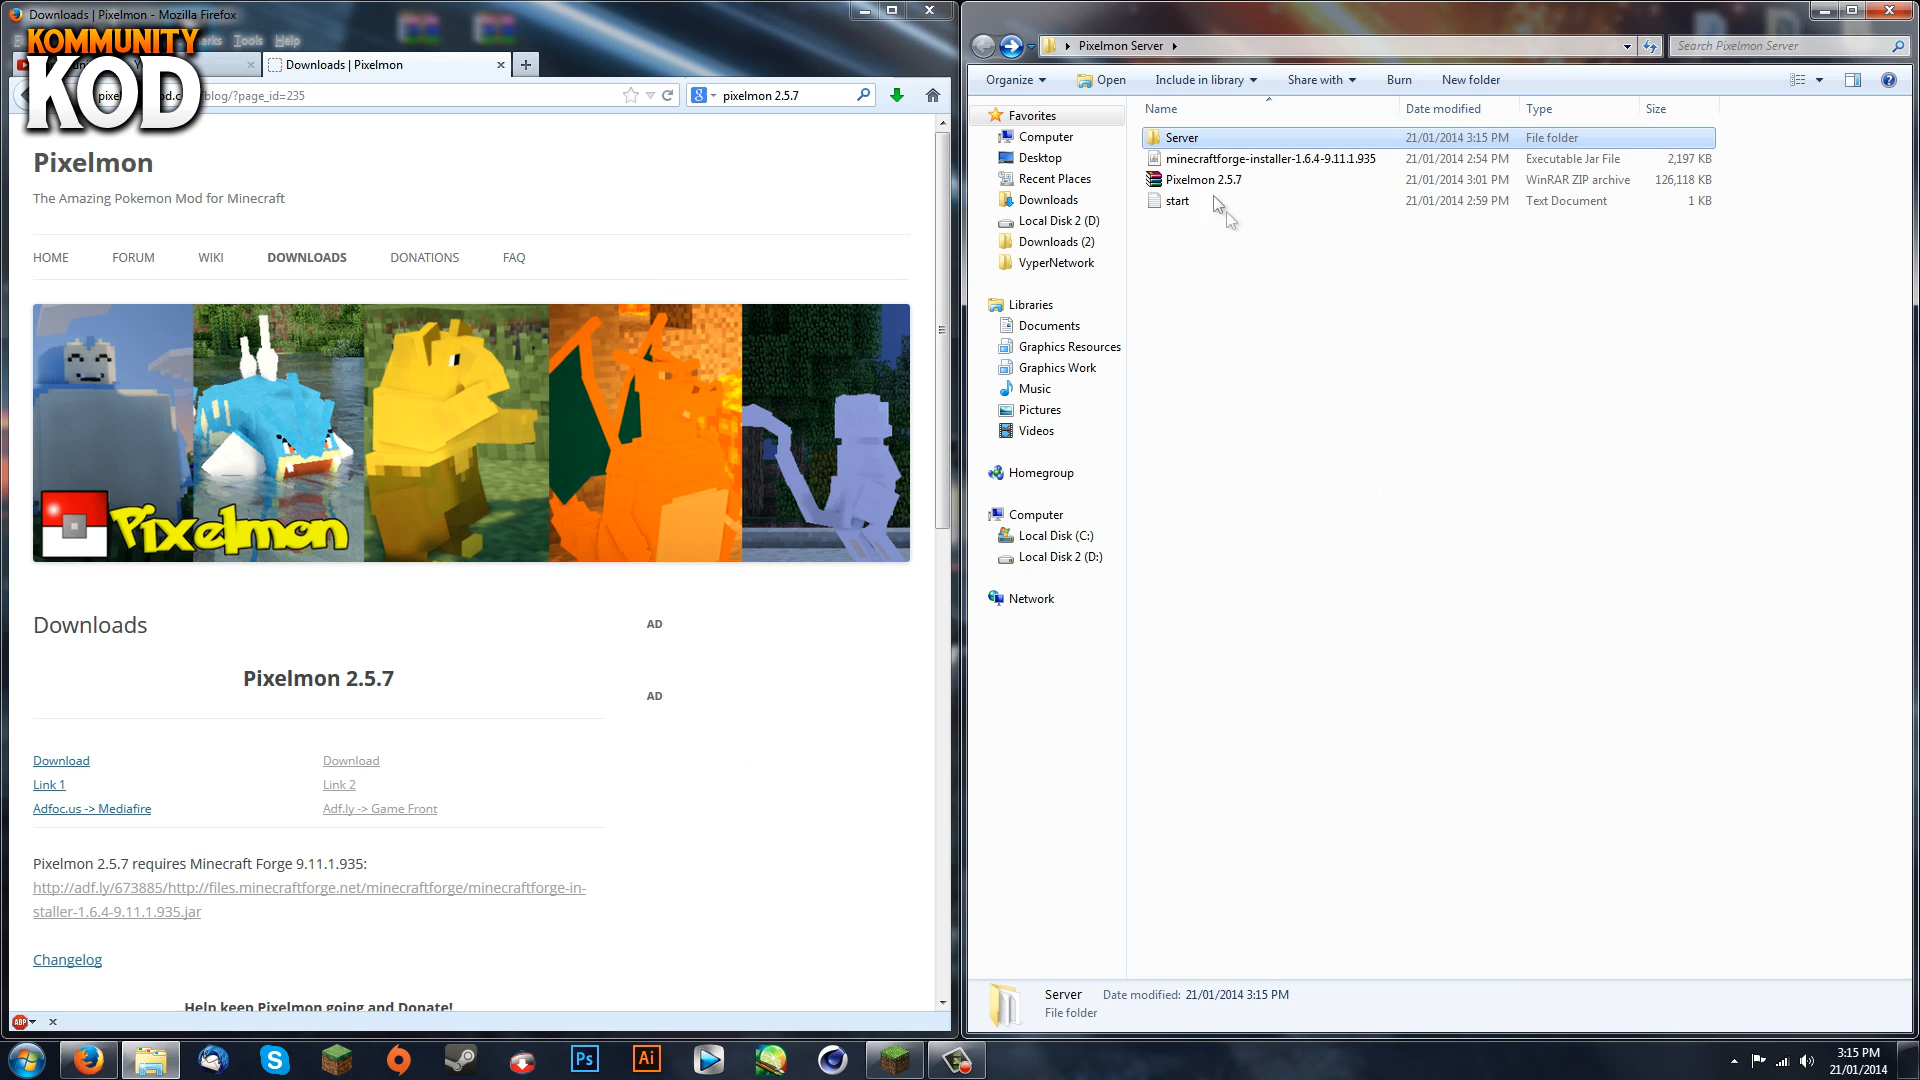 Downloads | Pixelmon - Mozilla Firefox
Tools Help
KOMMUNITY
KOD
Downloads | Pixelmon
/blog/?page_id=235
pixelmon 2.5.7
Pixelmon
The Amazing Pokemon Mod for Minecraft
HOME FORUM WIKI DOWNLOADS DONATIONS FAQ
Pixelmon
Downloads
AD
Pixelmon 2.5.7
AD
Download Download
Link 1 Link 2
Adfoc.us -> Mediafire Adf.ly -> Game Front
Pixelmon 2.5.7 requires Minecraft Forge 9.11.1.935:
http://adf.ly/673885/http://files.minecraftforge.net/minecraftforge/minecraftforge-in-
staller-1.6.4-9.11.1.935.jar
Changelog
Help keep Pixelmon going and Donate!
ABP
Pixelmon Server
Search Pixelmon Server
Organize Open Include in library Share with Burn New folder
Name Date modified Type Size
Server 21/01/2014 3:15 PM File folder
minecraftforge-installer-1.6.4-9.11.1.935 21/01/2014 2:54 PM Executable Jar File 2,197 KB
Pixelmon 2.5.7 21/01/2014 3:01 PM WinRAR ZIP archive 126,118 KB
start 21/01/2014 2:59 PM Text Document 1 KB
Favorites
Computer
Desktop
Recent Places
Downloads
Local Disk 2 (D)
Downloads (2)
VyperNetwork
Libraries
Documents
Graphics Resources
Graphics Work
Music
Pictures
Videos
Homegroup
Computer
Local Disk (C:)
Local Disk 2 (D:)
Network
Server Date modified: 21/01/2014 3:15 PM
File folder
Ps
Ai
3:15 PM
21/01/2014